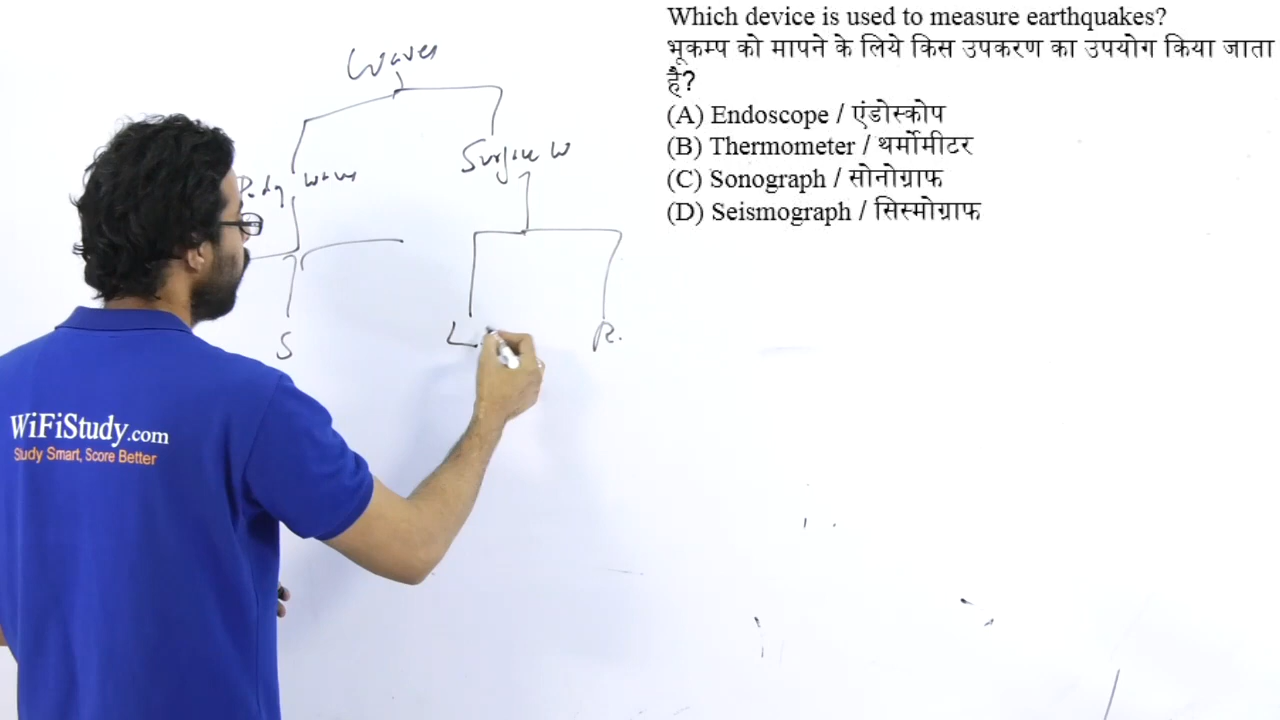 Which device is used to measure earthquakes?
भूकम्प को मापने के लिये किस उपकरण का उपयोग किया जाता
है?
(A) Endoscope / एंडोस्कोप
(B) Thermometer / थर्मोमीटर
(C) Sonograph / सोनोग्राफ
(D) Seismograph / सिस्मोग्राफ
Waves
Body waves
Surface W
S
L
R.
WiFiStudy.com
Study Smart, Score Better